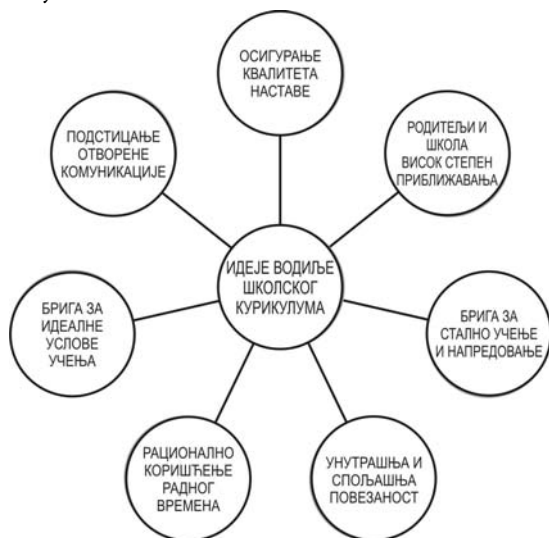 ОСИГУРАЊЕ
КВАЛИТЕТА
НАСТАВЕ
ПОДСТИЦАЊЕ
ОТВОРЕНЕ
КОМУНИКАЦИЈЕ
РОДИТЕЉИ И
ШКОЛА
ВИСОК СТЕПЕН
ПРИБЛИЖАВАЊА
ИДЕЈЕ ВОДИЉЕ
ШКОЛСКОГ
КУРИКУЛУМА
БРИГА ЗА
ИДЕАЛНЕ
УСЛОВЕ
УЧЕЊА
БРИГА ЗА
СТАЛНО УЧЕЊЕ
И НАПРЕДОВАЊЕ
РАЦИОНАЛНО
КОРИШЋЕЊЕ
РАДНОГ
ВРЕМЕНА
УНУТРАШЊА И
СПОЉАШЊА
ПОВЕЗАНОСТ